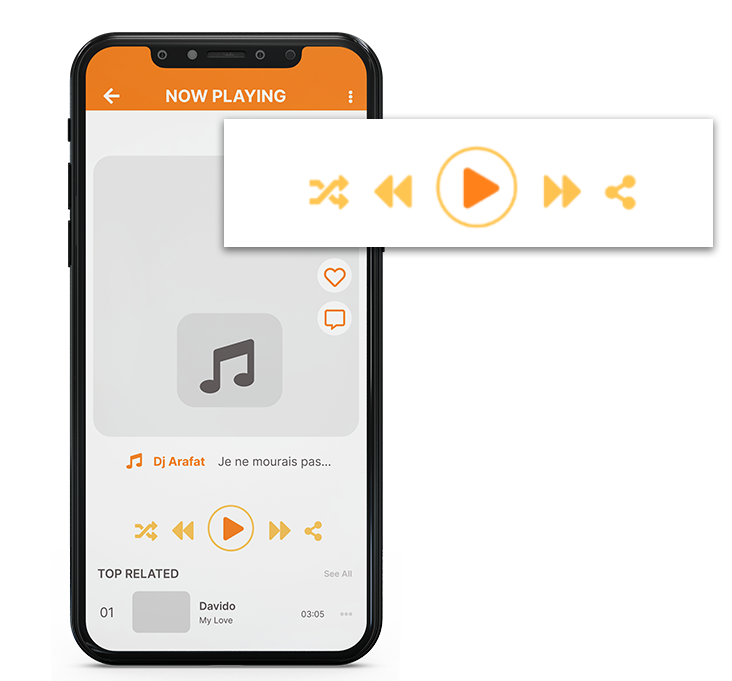 NOW PLAYING
Dj Arafat Je ne mourais pas...
TOP RELATED See All
01 Davido 03:05
My Love